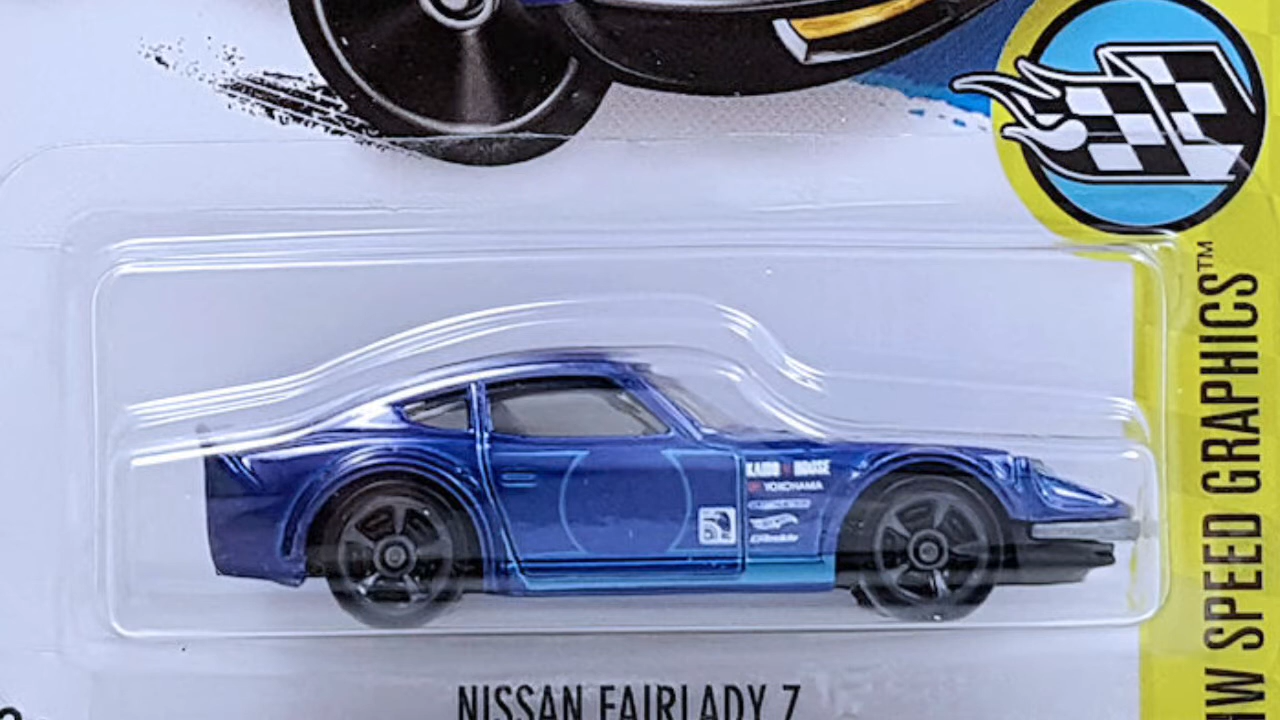 KAIDO HOUSE
YOKOHAMA
NISSAN FAIRLADY Z
HW SPEED GRAPHICS™